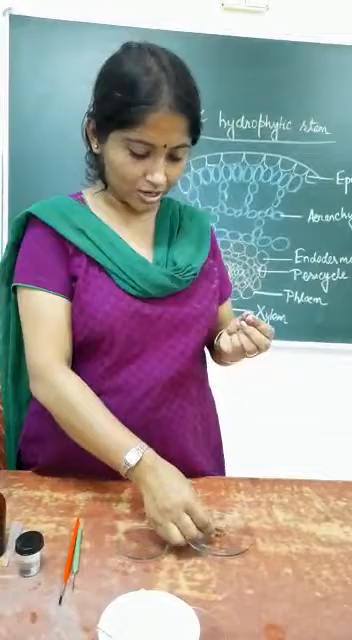 hydrophytic stem
Aerenchy
Endoderm
Pericycle
Phloem
Xylem